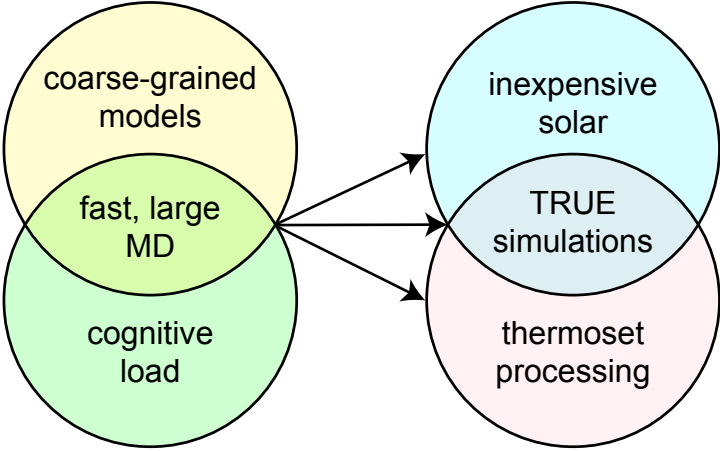 coarse-grained
models
fast, large
MD
cognitive
load
inexpensive
solar
TRUE
simulations
thermoset
processing